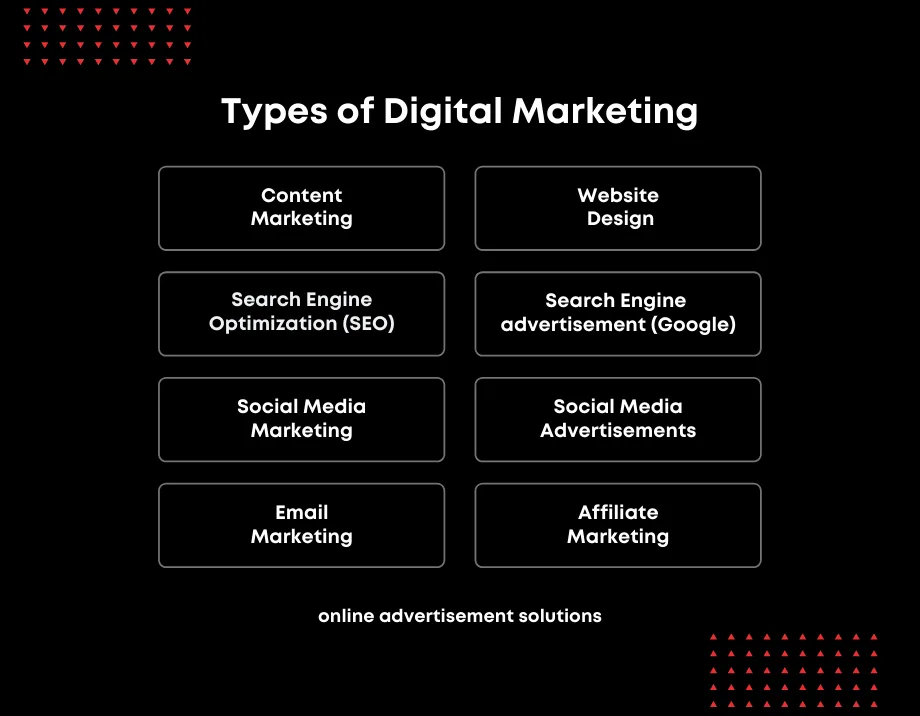 Types of Digital Marketing
Content
Marketing
Website
Design
Search Engine
Optimization (SEO)
Search Engine
advertisement (Google)
Social Media
Marketing
Social Media
Advertisements
Email
Marketing
Affiliate
Marketing
online advertisement solutions